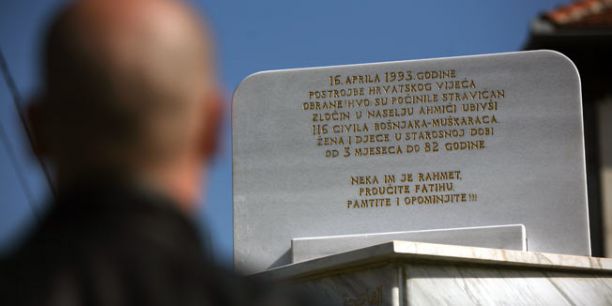 16. APRILA 1993. GODINE
POSTROJBE HRVATSKOG VIJEĆA
OBRANE/HVO SU POČINILE STRAVIČAN
ZLOČIN U NASELJU AHMIĆI UBIVŠI
116 CIVILA BOŠNJAKA-MUŠKARACA,
ŽENA I DJECE U STAROSNOJ DOBI
OD 3 MJESECA DO 82 GODINE.
NEKA IM JE RAHMET,
PROUČITE FATIHU,
PAMTITE I OPOMINJITE!!!